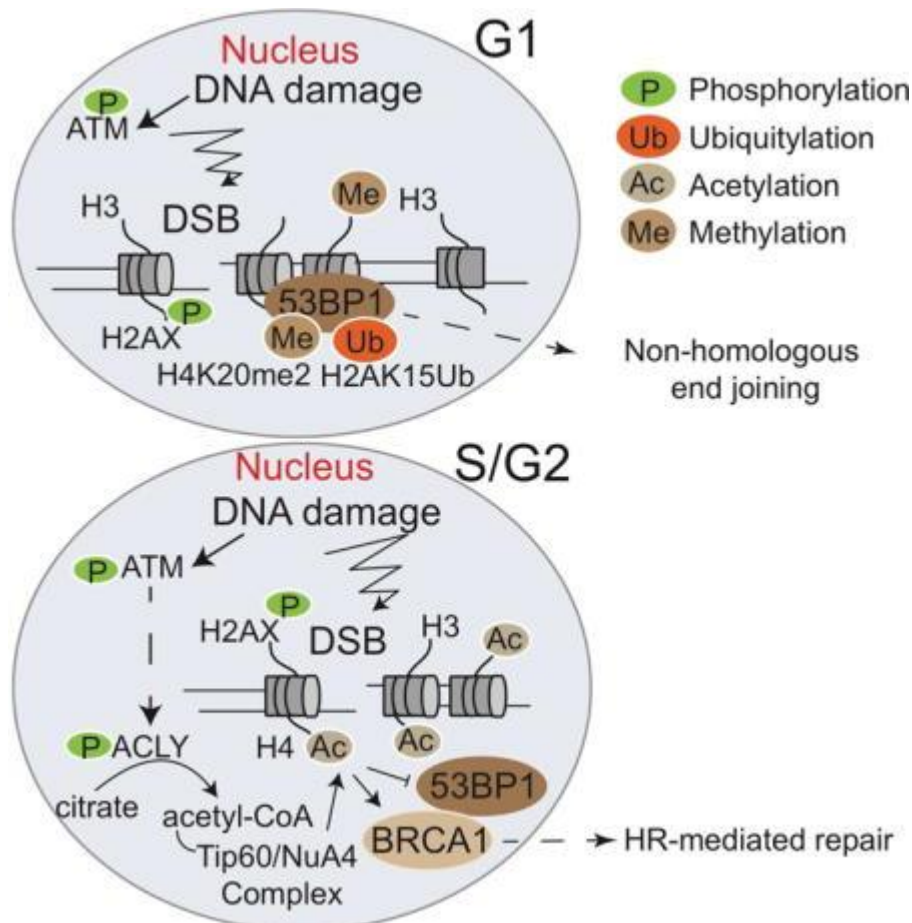 G1
Nucleus
DNA damage
P
ATM
H3
DSB
Me
H3
P
H2AX
53BP1
Me
Ub
H4K20me2 H2AK15Ub
Non-homologous
end joining
P Phosphorylation
Ub Ubiquitylation
Ac Acetylation
Me Methylation
S/G2
Nucleus
DNA damage
P ATM
P
H2AX
DSB
H3
Ac
H4 Ac
Ac
P ACLY
citrate
acetyl-CoA
Tip60/NuA4
Complex
53BP1
BRCA1
HR-mediated repair